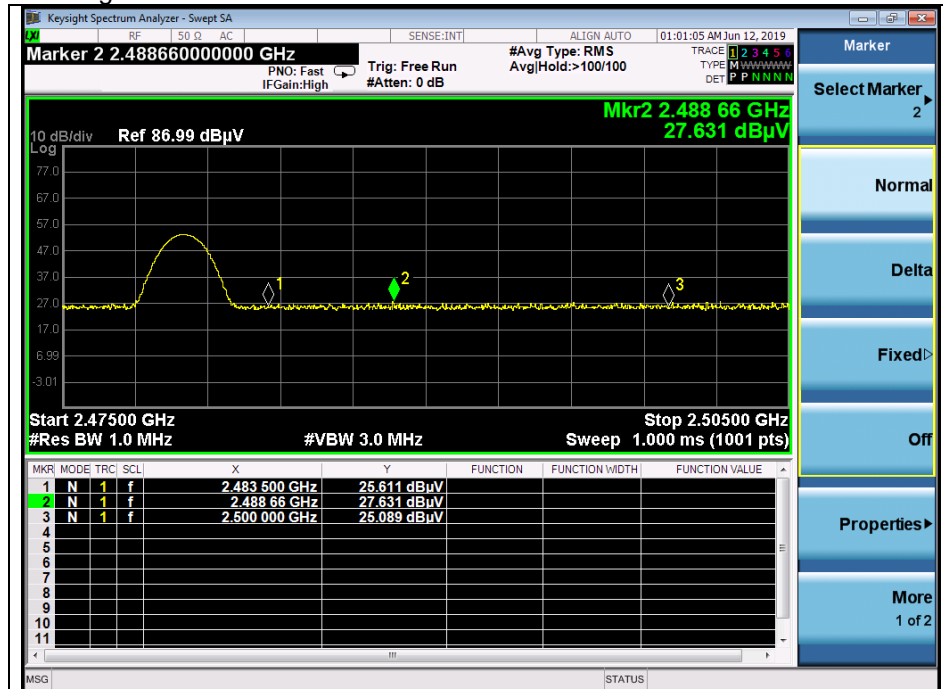 Keysight Spectrum Analyzer - Swept SA
LXI RF 50 Ω AC SENSE:INT ALIGN AUTO 01:01:05 AM Jun 12, 2019
Marker 2 2.488660000000 GHz
PNO: Fast
IFGain:High
Trig: Free Run
#Atten: 0 dB
#Avg Type: RMS
Avg|Hold:>100/100
TRACE 1 2 3 4 5 6
TYPE M W W W W W
DET P P N N N N
Marker
Select Marker
2
Normal
Delta
Fixed
Off
Properties
More
1 of 2
Mkr2 2.488 66 GHz
27.631 dBµV
10 dB/div Ref 86.99 dBµV
Log
77.0
67.0
57.0
47.0
37.0
27.0
17.0
6.99
-3.01
1
2
3
Start 2.47500 GHz Stop 2.50500 GHz
#Res BW 1.0 MHz #VBW 3.0 MHz Sweep 1.000 ms (1001 pts)
MKR MODE TRC SCL X Y FUNCTION FUNCTION WIDTH FUNCTION VALUE
1 N 1 f 2.483 500 GHz 25.611 dBµV
2 N 1 f 2.488 66 GHz 27.631 dBµV
3 N 1 f 2.500 000 GHz 25.089 dBµV
4
5
6
7
8
9
10
11
MSG STATUS